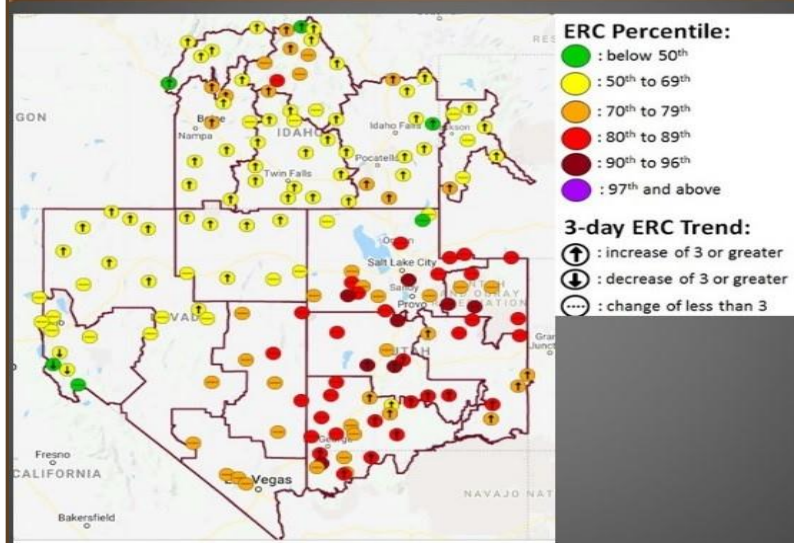 ERC Percentile:
: below 50th
: 50th to 69th
: 70th to 79th
: 80th to 89th
: 90th to 96th
: 97th and above
3-day ERC Trend:
: increase of 3 or greater
: decrease of 3 or greater
: change of less than 3
GON
Nampa
IDAHO
Idaho Falls
Pocatello
Twin Falls
Salt Lake City
Sandy
Provo
Fresno
CALIFORNIA
Vegas
NAVAJO NAT
Bakersfield